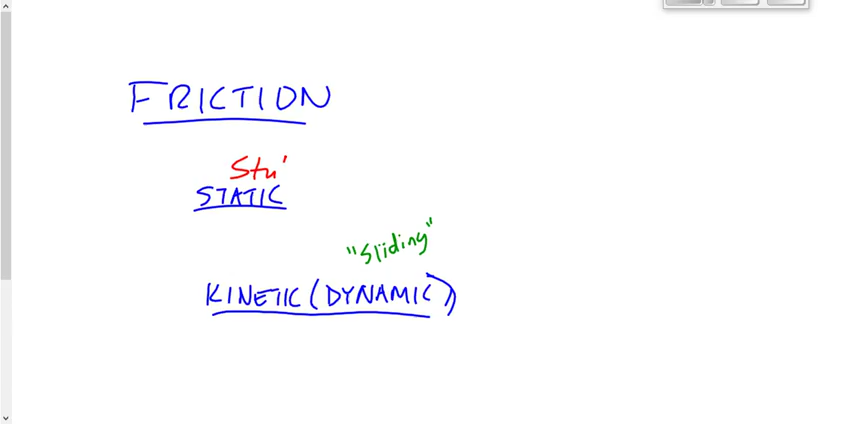 FRICTION
Stu'
STATIC
"Sliding"
KINETIC (DYNAMIC)